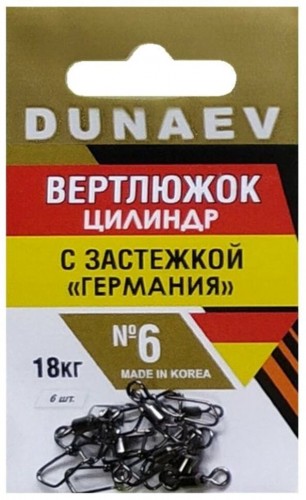 DUNAEV
ВЕРТЛЮЖОК
ЦИЛИНДР
С ЗАСТЕЖКОЙ
«ГЕРМАНИЯ»
№6
18КГ
MADE IN KOREA
6 шт.